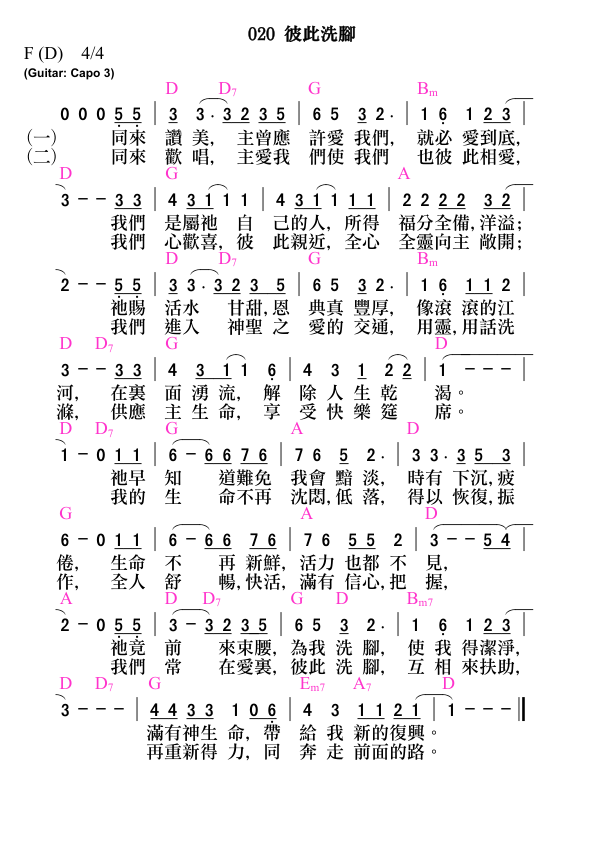 020 彼此洗腳
F (D) 4/4
(Guitar: Capo 3)
D D7 G Bm
0 0 0 5 5 | 3 3 . 3 2 3 5 | 6 5 3 2 . | 1 6 1 2 3 |
(一) 同來 讚 美, 主曾應 許愛 我們, 就必 愛到底,
(二) 同來 歡 唱, 主愛我 們使 我們 也彼 此相愛,
D G A
3 - - 3 3 | 4 3 1 1 1 | 4 3 1 1 1 | 2 2 2 2 3 2 |
我們 是屬祂 自 己的人, 所得 福分全備,洋溢;
我們 心歡喜, 彼 此親近, 全心 全靈向主 敞開;
D D7 G Bm
2 - - 5 5 | 3 3 . 3 2 3 5 | 6 5 3 2 . | 1 6 1 1 2 |
祂賜 活水 甘甜,恩 典真 豐厚, 像滾 滾的江
我們 進入 神聖 之 愛的 交通, 用靈,用話洗
D D7 G D
3 - - 3 3 | 4 3 1 1 6 | 4 3 1 2 2 | 1 - - - |
河, 在裏 面 湧 流, 解 除 人 生 乾 渴。
滌, 供應 主 生 命, 享 受 快 樂 筵 席。
D D7 G A D
1 - 0 1 1 | 6 - 6 6 7 6 | 7 6 5 2 . | 3 3 . 3 5 3 |
祂早 知 道難免 我會 黯 淡, 時有 下沉,疲
我的 生 命不再 沈悶,低 落, 得以 恢復,振
G A D
6 - 0 1 1 | 6 - 6 6 7 6 | 7 6 5 5 2 | 3 - - 5 4 |
倦, 生命 不 再 新鮮, 活力 也都 不 見,
作, 全人 舒 暢,快活, 滿有 信心,把 握,
A D D7 G D Bm7
2 - 0 5 5 | 3 - 3 2 3 5 | 6 5 3 2 . | 1 6 1 2 3 |
祂竟 前 來束腰, 為我 洗 腳, 使 我 得潔淨,
我們 常 在愛裏, 彼此 洗 腳, 互 相 來扶助,
D D7 G Em7 A7 D
3 - - - | 4 4 3 3 1 0 6 | 4 3 1 1 2 1 | 1 - - - ‖
滿有神生 命, 帶 給 我 新的復興。
再重新得 力, 同 奔 走 前面的路。